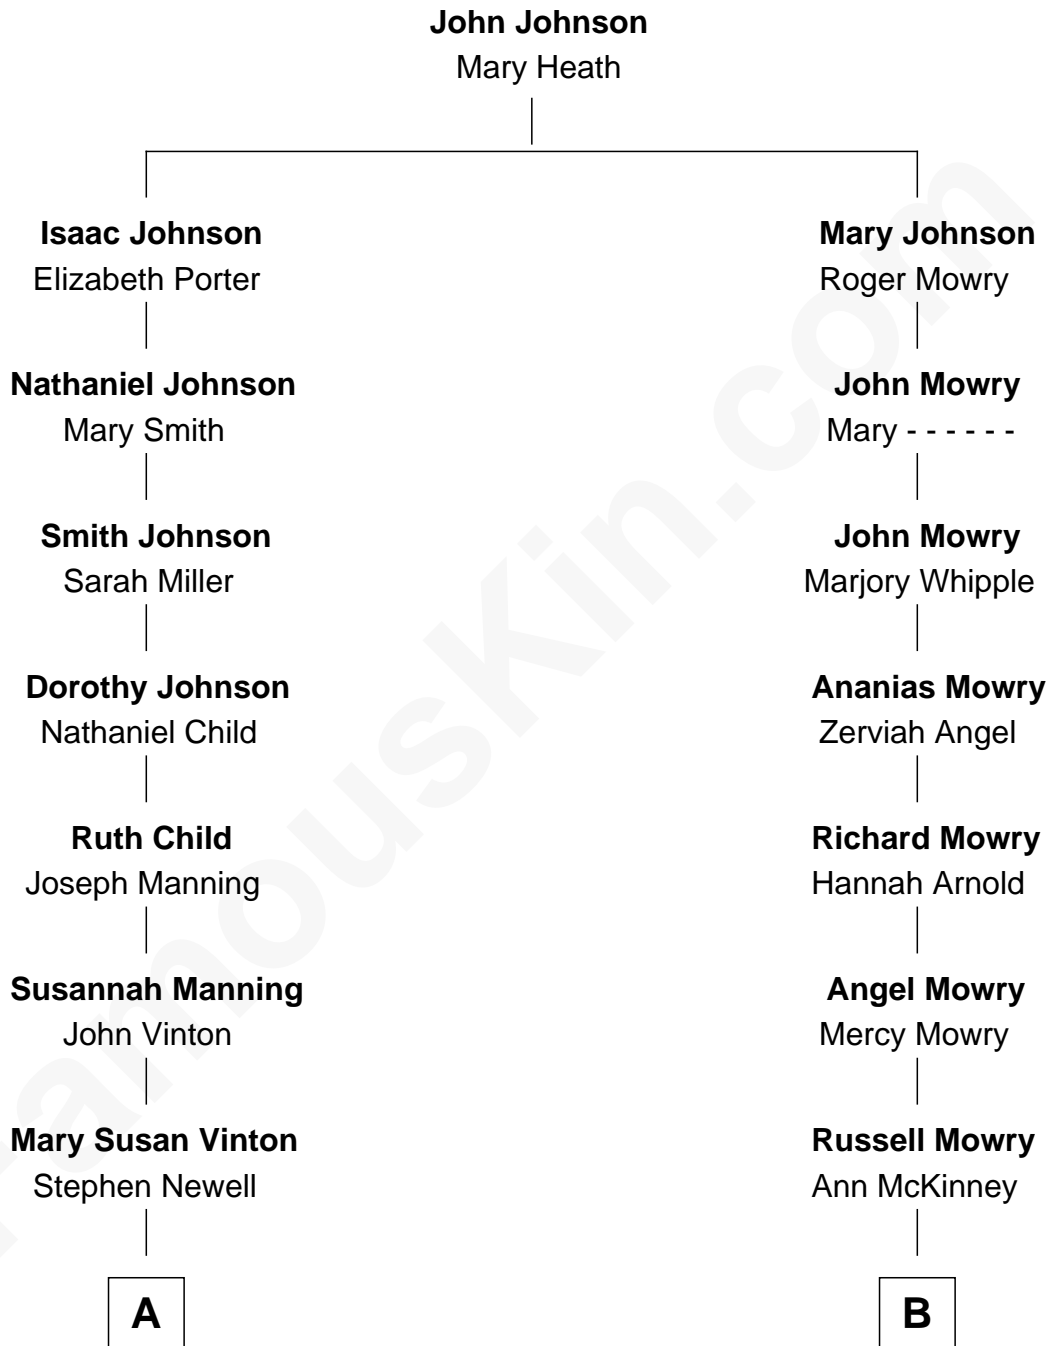 John Johnson
Mary Heath
Isaac Johnson
Elizabeth Porter
Nathaniel Johnson
Mary Smith
Smith Johnson
Sarah Miller
Dorothy Johnson
Nathaniel Child
Ruth Child
Joseph Manning
Susannah Manning
John Vinton
Mary Susan Vinton
Stephen Newell
A
Mary Johnson
Roger Mowry
John Mowry
Mary - - - - - -
John Mowry
Marjory Whipple
Ananias Mowry
Zerviah Angel
Richard Mowry
Hannah Arnold
Angel Mowry
Mercy Mowry
Russell Mowry
Ann McKinney
B
FamousKin.com